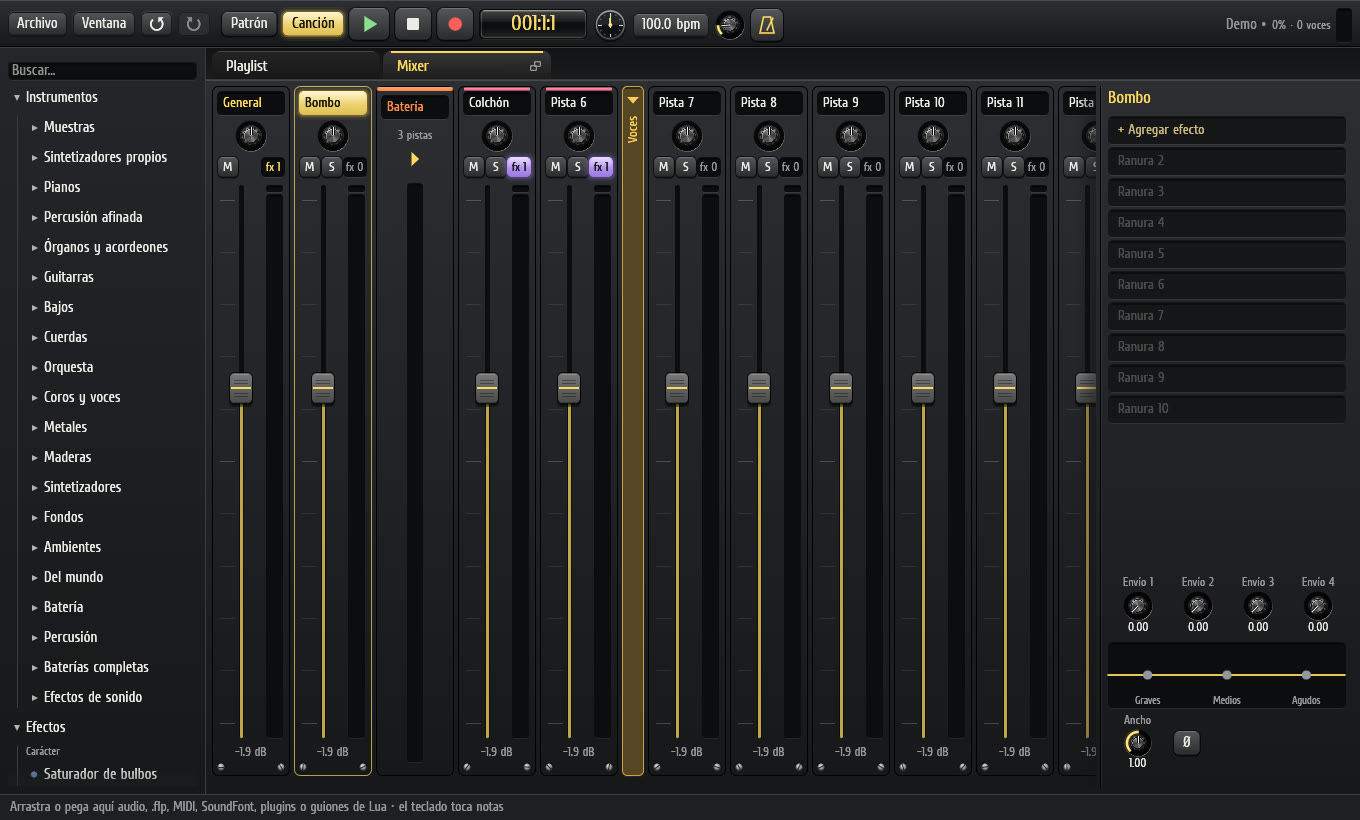 Archivo
Ventana
Patrón
Canción
001:1:1
100.0 bpm
Demo • 0% · 0 voces
Buscar...
Instrumentos
Muestras
Sintetizadores propios
Pianos
Percusión afinada
Órganos y acordeones
Guitarras
Bajos
Cuerdas
Orquesta
Coros y voces
Metales
Maderas
Sintetizadores
Fondos
Ambientes
Del mundo
Batería
Percusión
Baterías completas
Efectos de sonido
Efectos
Carácter
Saturador de bulbos
Playlist
Mixer
General
M
fx 1
-1.9 dB
Bombo
M S fx 0
-1.9 dB
Batería
3 pistas
Colchón
M S fx 1
-1.9 dB
Pista 6
M S fx 1
-1.9 dB
Voces
Pista 7
M S fx 0
-1.9 dB
Pista 8
M S fx 0
-1.9 dB
Pista 9
M S fx 0
-1.9 dB
Pista 10
M S fx 0
-1.9 dB
Pista 11
M S fx 0
-1.9 dB
Pista
M S
-1.9
Bombo
+ Agregar efecto
Ranura 2
Ranura 3
Ranura 4
Ranura 5
Ranura 6
Ranura 7
Ranura 8
Ranura 9
Ranura 10
Envío 1 Envío 2 Envío 3 Envío 4
0.00 0.00 0.00 0.00
Graves Medios Agudos
Ancho
1.00
Ø
Arrastra o pega aquí audio, .flp, MIDI, SoundFont, plugins o guiones de Lua · el teclado toca notas